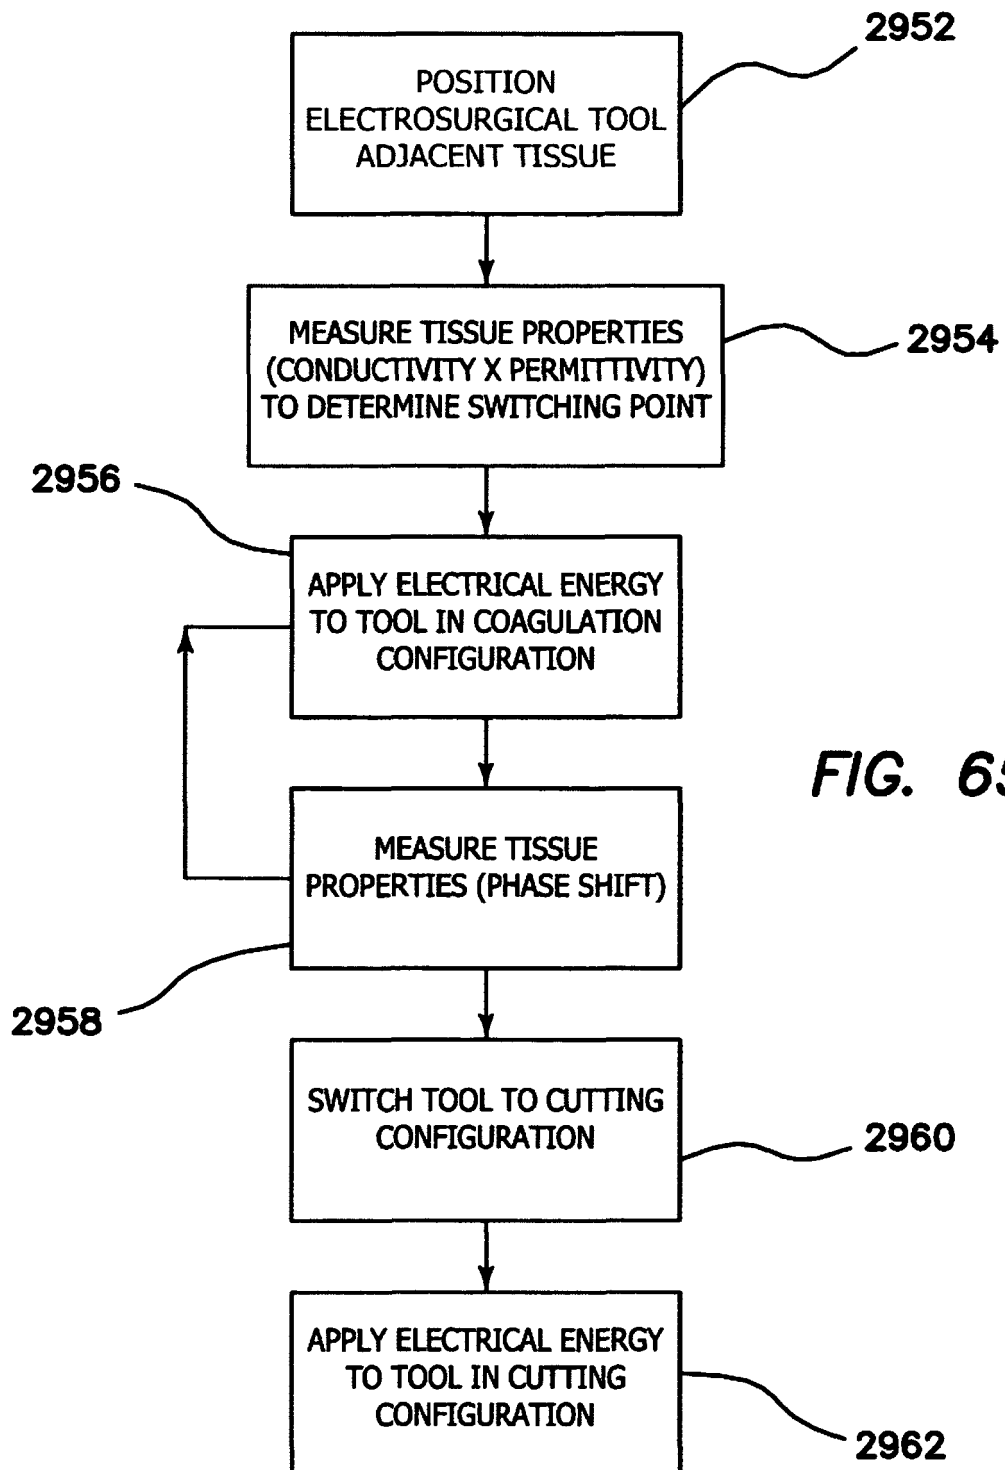 2952
POSITION
ELECTROSURGICAL TOOL
ADJACENT TISSUE
MEASURE TISSUE PROPERTIES
(CONDUCTIVITY X PERMITTIVITY)
TO DETERMINE SWITCHING POINT
2954
2956
APPLY ELECTRICAL ENERGY
TO TOOL IN COAGULATION
CONFIGURATION
FIG.
MEASURE TISSUE
PROPERTIES (PHASE SHIFT)
2958
SWITCH TOOL TO CUTTING
CONFIGURATION
2960
APPLY ELECTRICAL ENERGY
TO TOOL IN CUTTING
CONFIGURATION
2962